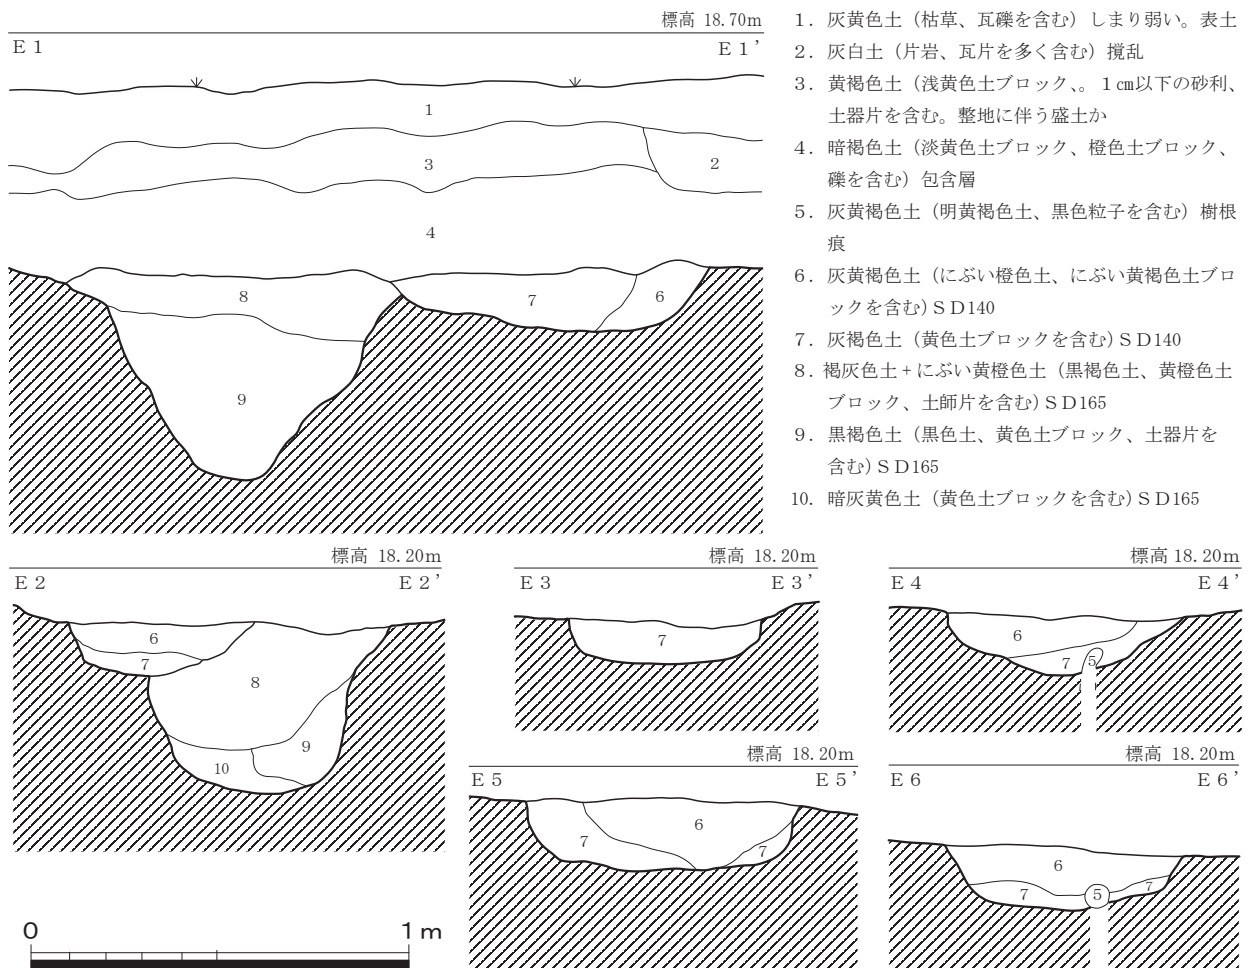 標高 18.70m
E 1 E 1’
1
3
2
4
8
7
6
9
1．灰黄色土（枯草、瓦礫を含む）しまり弱い。表土
2．灰白土（片岩、瓦片を多く含む）撹乱
3．黄褐色土（浅黄色土ブロック、。１㎝以下の砂利、
土器片を含む。整地に伴う盛土か
4．暗褐色土（淡黄色土ブロック、橙色土ブロック、
礫を含む）包含層
5．灰黄褐色土（明黄褐色土、黒色粒子を含む）樹根
痕
6．灰黄褐色土（にぶい橙色土、にぶい黄褐色土ブロ
ックを含む)ＳＤ140
7．灰褐色土（黄色土ブロックを含む)ＳＤ140
8．褐灰色土+にぶい黄橙色土（黒褐色土、黄橙色土
ブロック、土師片を含む)ＳＤ165
9．黒褐色土（黒色土、黄色土ブロック、土器片を
含む)ＳＤ165
10．暗灰黄色土（黄色土ブロックを含む)ＳＤ165
標高 18.20m
E 2 E 2’
6
7
8
9
10
標高 18.20m
E 3 E 3’
7
標高 18.20m
E 4 E 4’
6
7 5
標高 18.20m
E 5 E 5’
6
7 7
標高 18.20m
E 6 E 6’
6
7 5 7
0 1 m